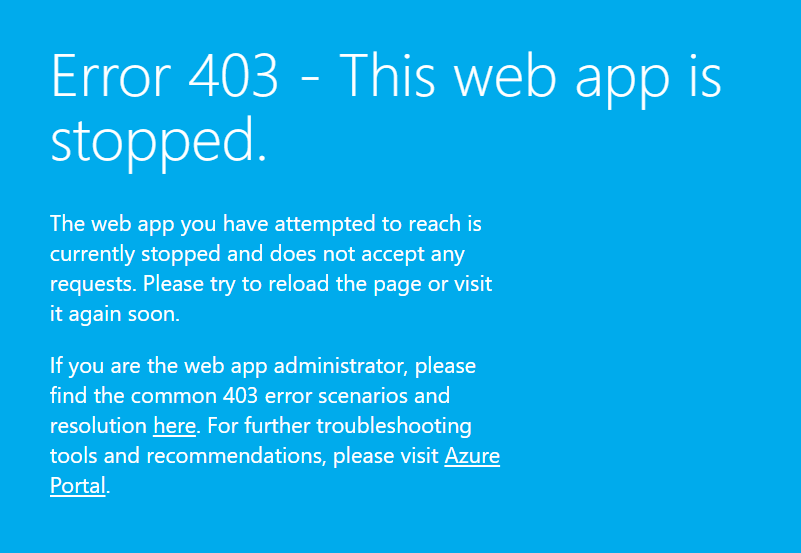 Error 403 - This web app is
stopped.
The web app you have attempted to reach is
currently stopped and does not accept any
requests. Please try to reload the page or visit
it again soon.
If you are the web app administrator, please
find the common 403 error scenarios and
resolution here. For further troubleshooting
tools and recommendations, please visit Azure
Portal.